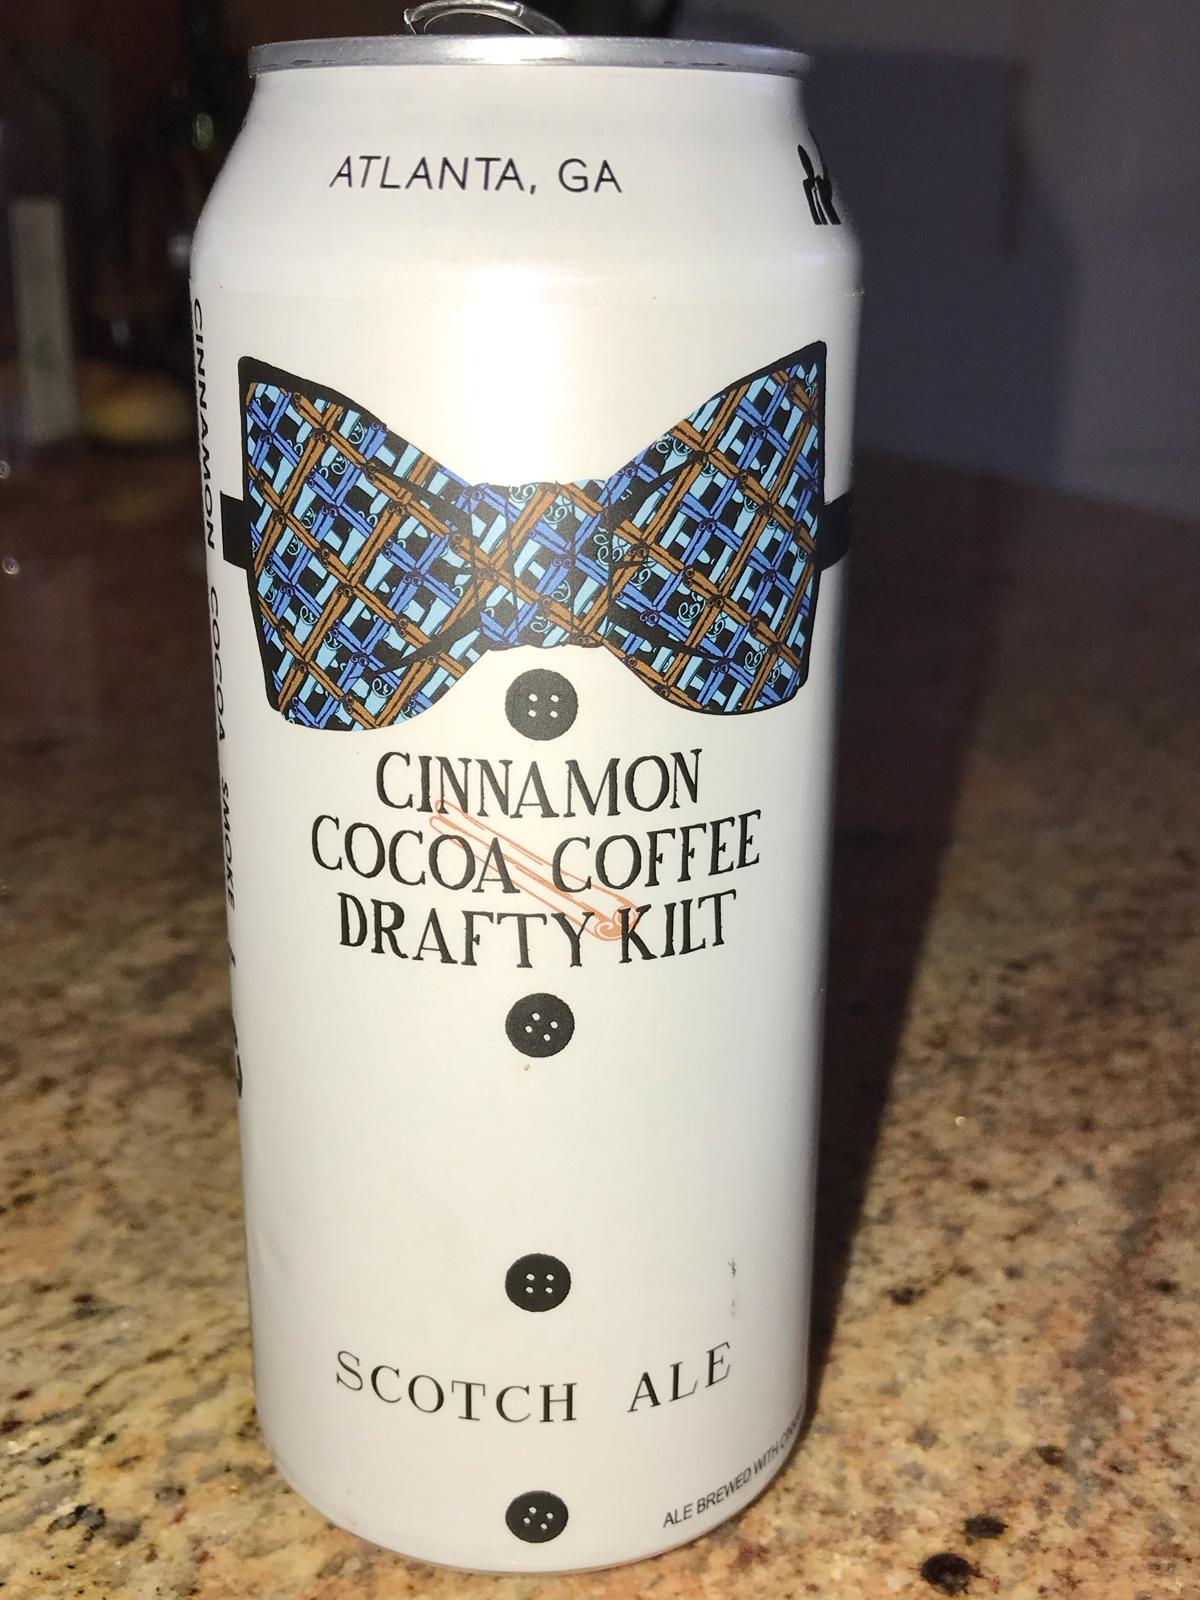 ATLANTA, GA
CINNAMON COCOA SMOKE
CINNAMON
COCOA COFFEE
DRAFTY KILT
SCOTCH ALE
ALE BREWED WITH